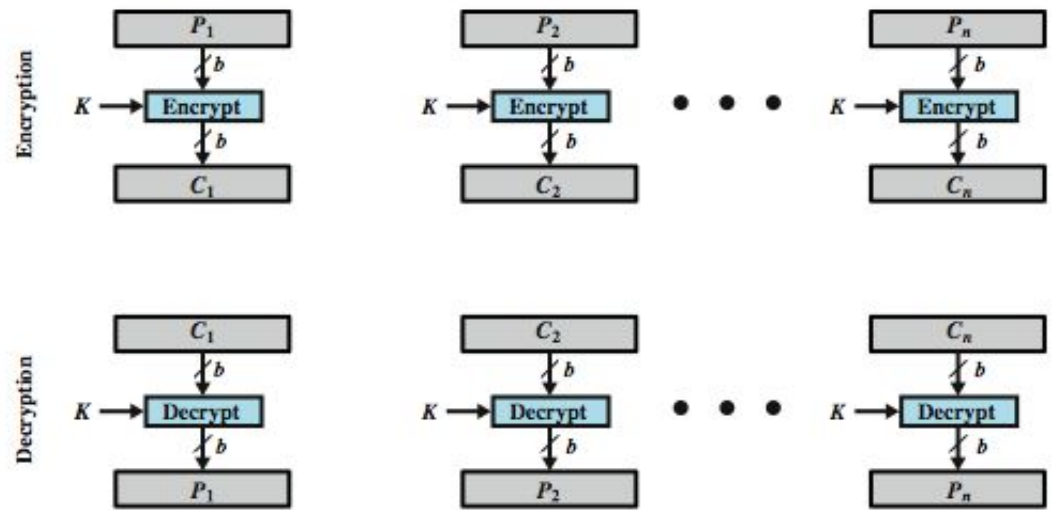 Encryption
P₁ P₂ Pₙ
b b b
K Encrypt K Encrypt K Encrypt
b b b
C₁ C₂ Cₙ
Decryption
C₁ C₂ Cₙ
b b b
K Decrypt K Decrypt K Decrypt
b b b
P₁ P₂ Pₙ